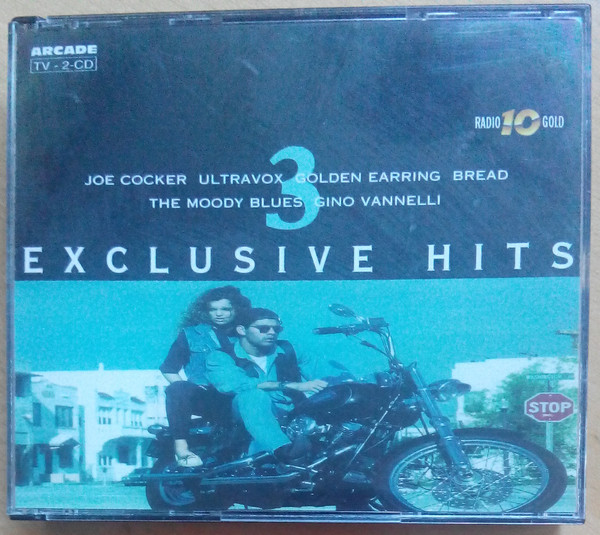 ARCADE
TV - 2-CD
RADIO 10 GOLD
3
JOE COCKER ULTRAVOX GOLDEN EARRING BREAD
THE MOODY BLUES GINO VANNELLI
EXCLUSIVE HITS
STOP